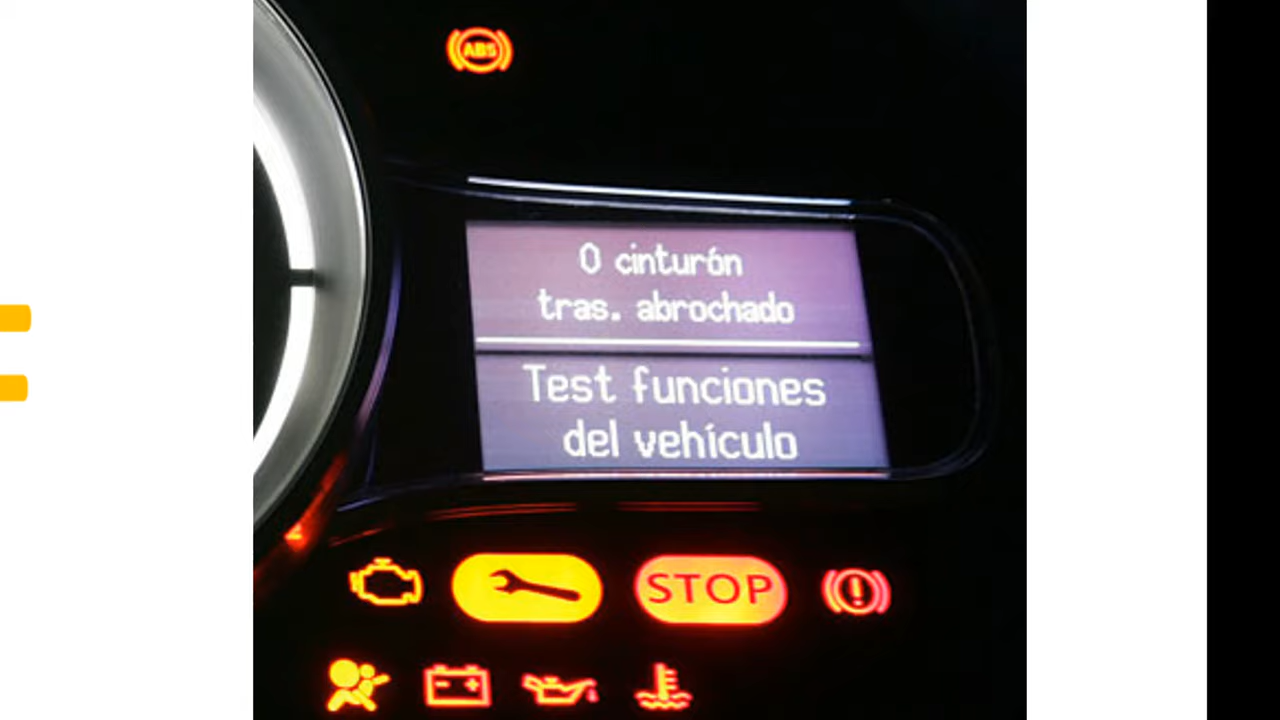 ABS
0 cinturón
tras. abrochado
Test funciones
del vehículo
STOP